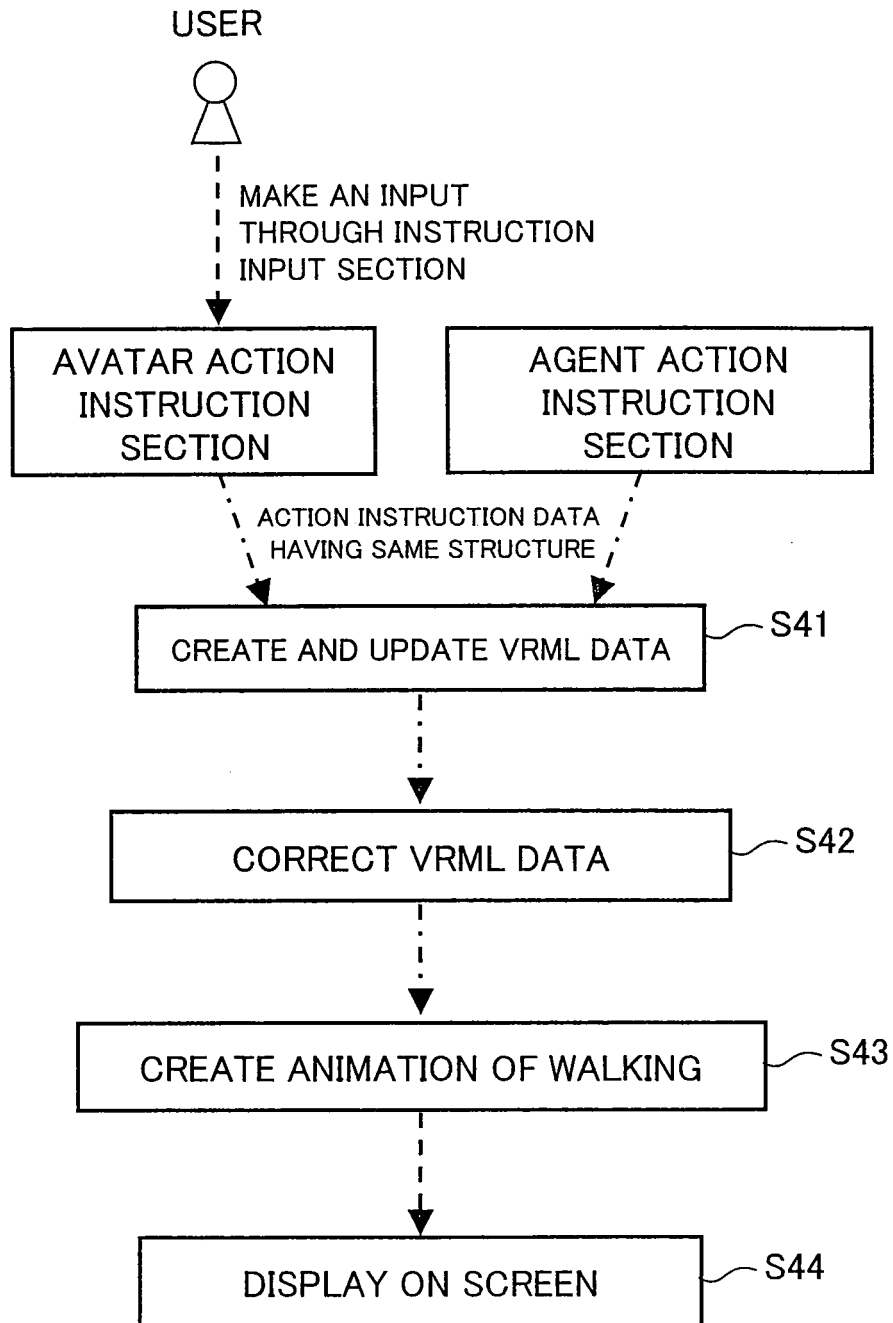 USER
MAKE AN INPUT
THROUGH INSTRUCTION
INPUT SECTION
AVATAR ACTION
INSTRUCTION
SECTION
AGENT ACTION
INSTRUCTION
SECTION
ACTION INSTRUCTION DATA
HAVING SAME STRUCTURE
CREATE AND UPDATE VRML DATA
S41
CORRECT VRML DATA
S42
CREATE ANIMATION OF WALKING
S43
DISPLAY ON SCREEN
S44